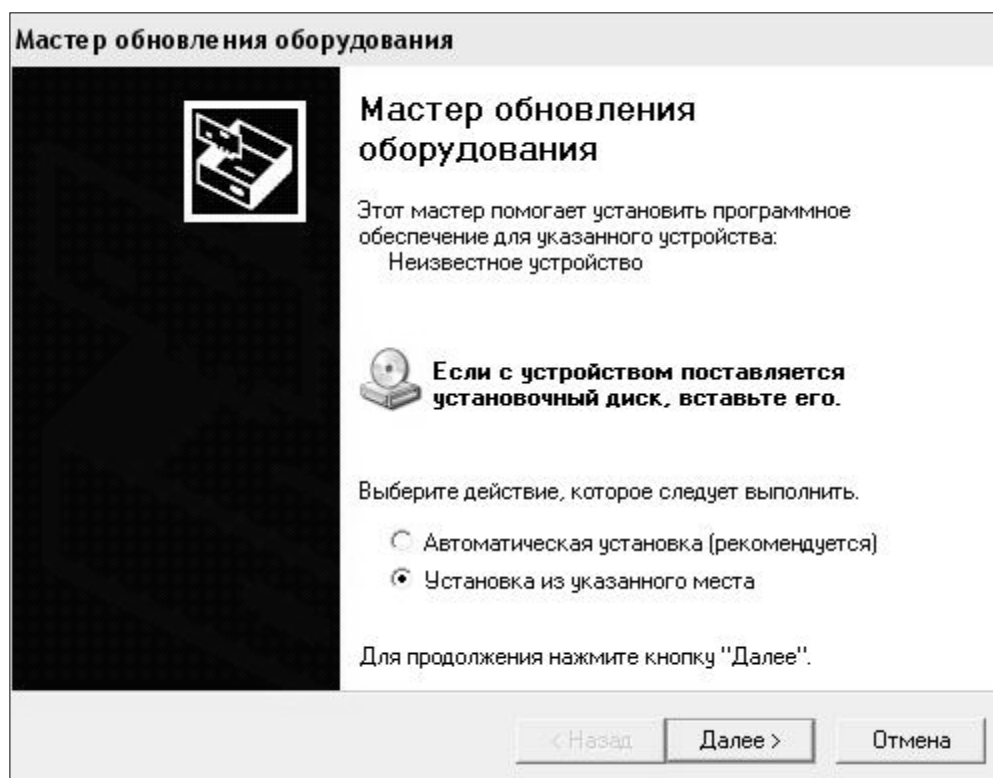 Мастер обновления оборудования
Мастер обновления
оборудования
Этот мастер помогает установить программное
обеспечение для указанного устройства:
Неизвестное устройство
Если с устройством поставляется
установочный диск, вставьте его.
Выберите действие, которое следует выполнить.
Автоматическая установка (рекомендуется)
Установка из указанного места
Для продолжения нажмите кнопку "Далее".
< Назад Далее > Отмена